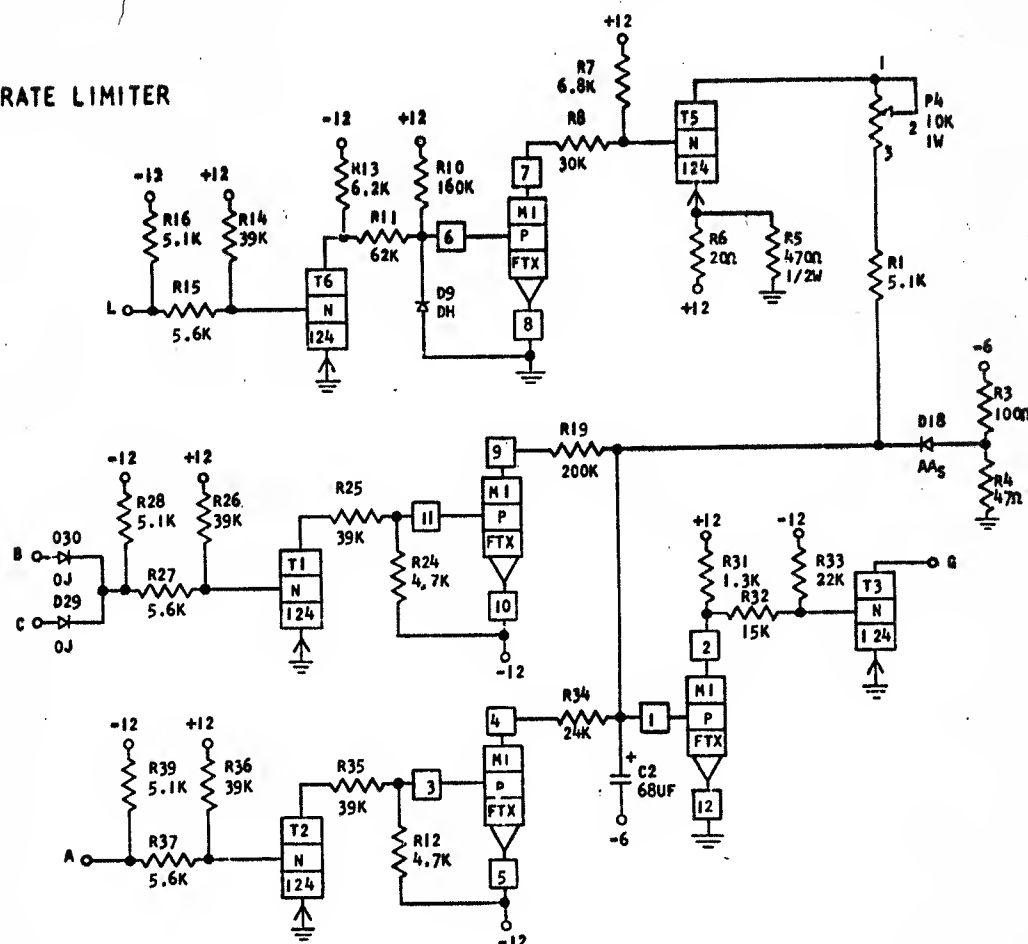 RATE LIMITER
-12
+12
R16
5.1K
R14
39K
L
R15
5.6K
T6
N
124
-12
R13
6.2K
+12
R10
160K
R11
62K
6
D9
DH
7
M1
P
FTX
8
R8
30K
+12
R7
6.8K
T5
N
124
R6
20Ω
+12
R5
470Ω
1/2W
1
2
3
P4
10K
1W
R1
5.1K
-6
R3
100Ω
D18
AAS
R4
47Ω
-12
+12
R28
5.1K
R26
39K
B
D30
OJ
D29
OJ
C
R27
5.6K
T1
N
124
R25
39K
11
R24
4.7K
9
M1
P
FTX
10
-12
R19
200K
+12
R31
1.3K
-12
R33
22K
R32
15K
T3
N
124
G
2
M1
P
FTX
12
1
-12
+12
R39
5.1K
R36
39K
A
R37
5.6K
T2
N
124
R35
39K
3
R12
4.7K
4
M1
P
FTX
5
-12
R34
24K
+
C2
68UF
-6